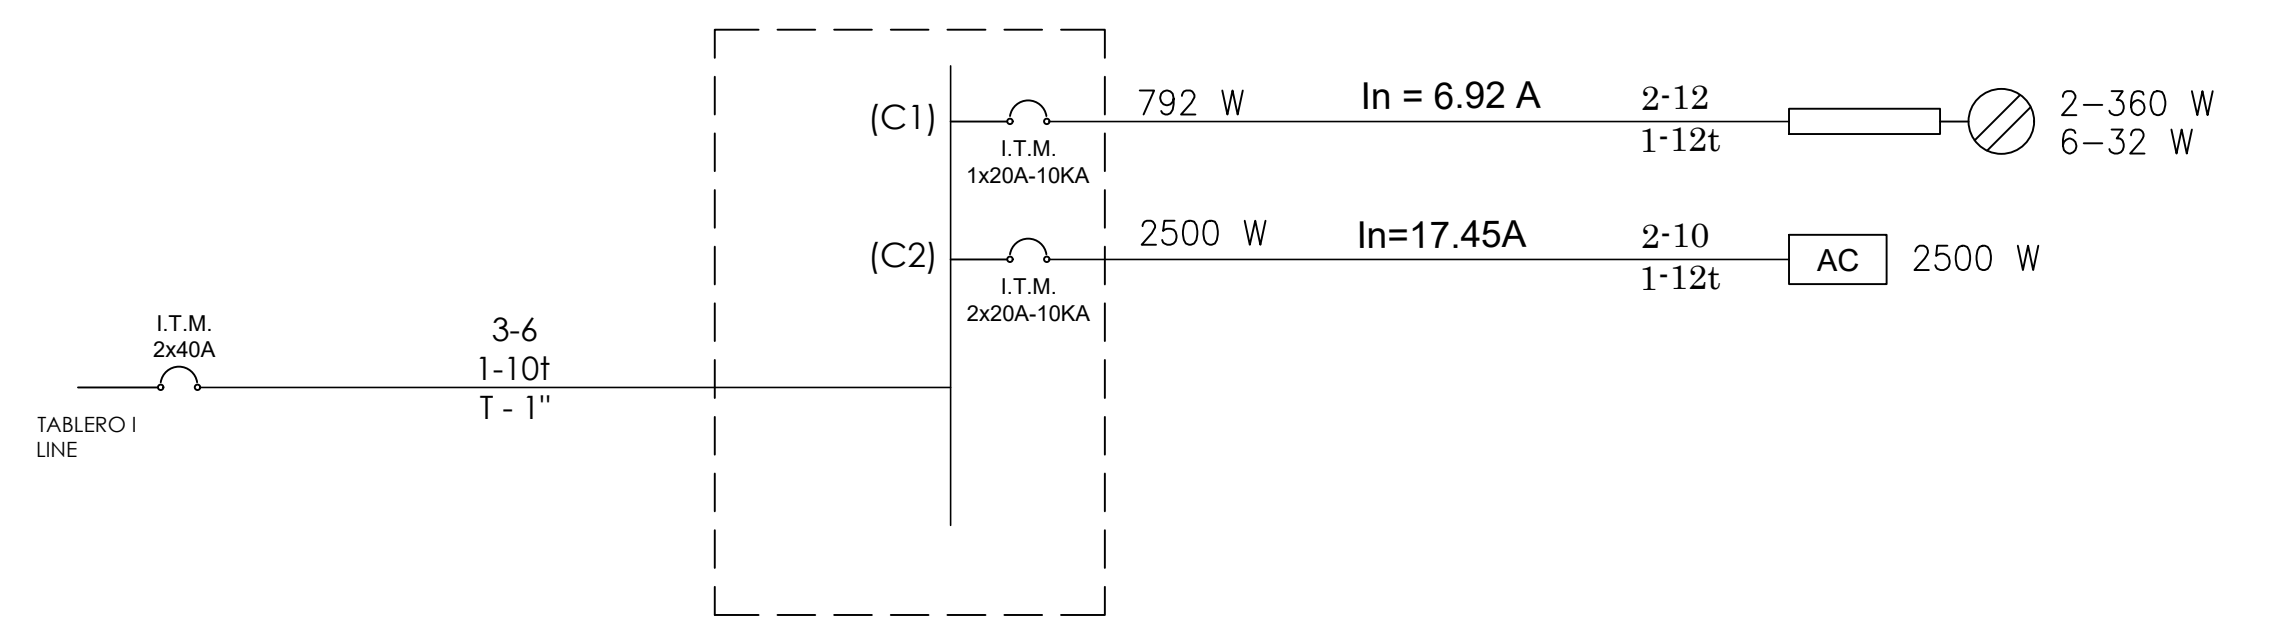 (C1)
I.T.M.
1x20A-10KA
792 W
In = 6.92 A
2-12
1-12t
2-360 W
6-32 W
(C2)
I.T.M.
2x20A-10KA
2500 W
In=17.45A
2-10
1-12t
AC
2500 W
I.T.M.
2x40A
3-6
1-10t
T - 1"
TABLERO I
LINE